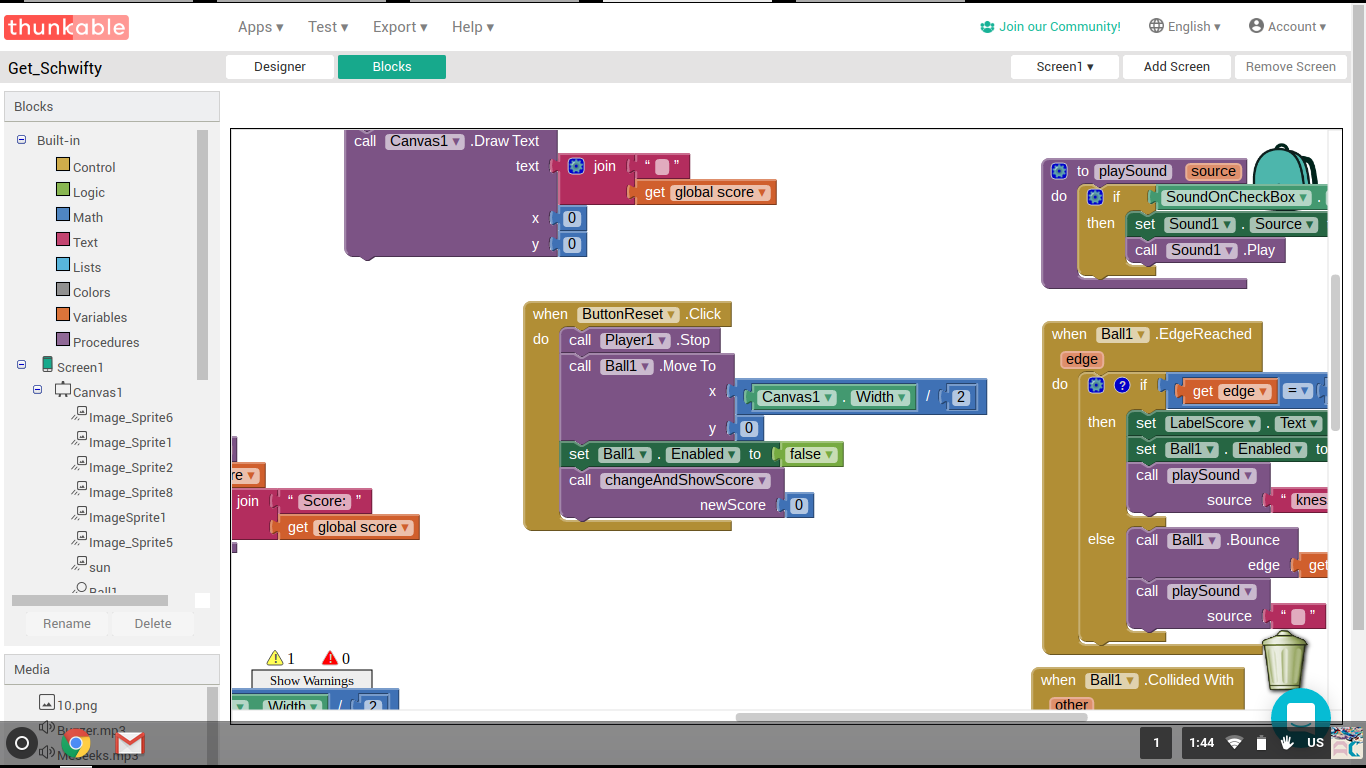 thunkable
Apps ▾ Test ▾ Export ▾ Help ▾ Join our Community! English ▾ Account ▾
Get_Schwifty Designer Blocks Screen1 ▾ Add Screen Remove Screen
Blocks
Built-in
Control
Logic
Math
Text
Lists
Colors
Variables
Procedures
Screen1
Canvas1
Image_Sprite6
Image_Sprite1
Image_Sprite2
Image_Sprite8
ImageSprite1
Image_Sprite5
sun
Ball1
Rename Delete
Media
10.png
Buzzer.mp3
Meseeks.mp3
call Canvas1 .Draw Text
text join “ ”
get global score
x 0
y 0
when ButtonReset .Click
do call Player1 .Stop
call Ball1 .Move To
x Canvas1 . Width / 2
y 0
set Ball1 . Enabled to false
call changeAndShowScore
newScore 0
re
join “ Score: ”
get global score
1 0
Show Warnings
Width / 2
to playSound source
do if SoundOnCheckBox .
then set Sound1 . Source
call Sound1 .Play
when Ball1 .EdgeReached
edge
do ? if get edge =
then set LabelScore . Text
set Ball1 . Enabled to
call playSound
source “ knes
else call Ball1 .Bounce
edge get
call playSound
source “ ”
when Ball1 .Collided With
other
1 1:44 US